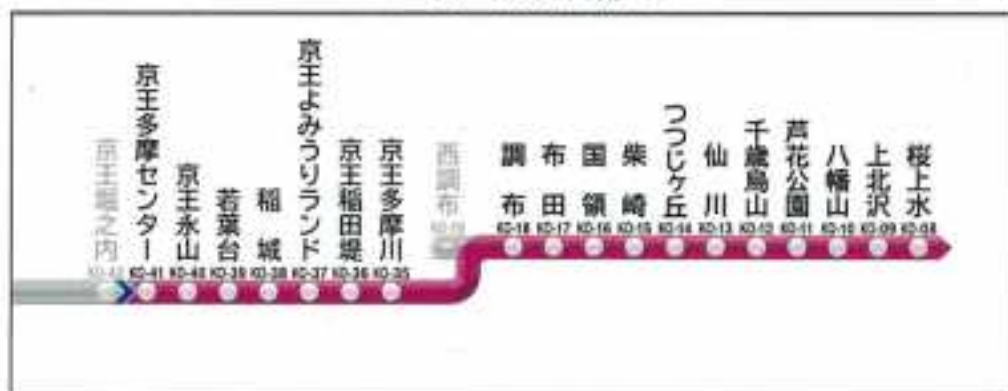 京王堀之内
京王多摩センター
京王永山
若葉台
稲城
京王よみうりランド
京王稲田堤
京王多摩川
西調布
調布
布田
国領
柴崎
つつじヶ丘
仙川
千歳烏山
芦花公園
八幡山
上北沢
桜上水
KO-42
KO-41
KO-40
KO-39
KO-38
KO-37
KO-36
KO-35
KO-18
KO-17
KO-16
KO-15
KO-14
KO-13
KO-12
KO-11
KO-10
KO-09
KO-08